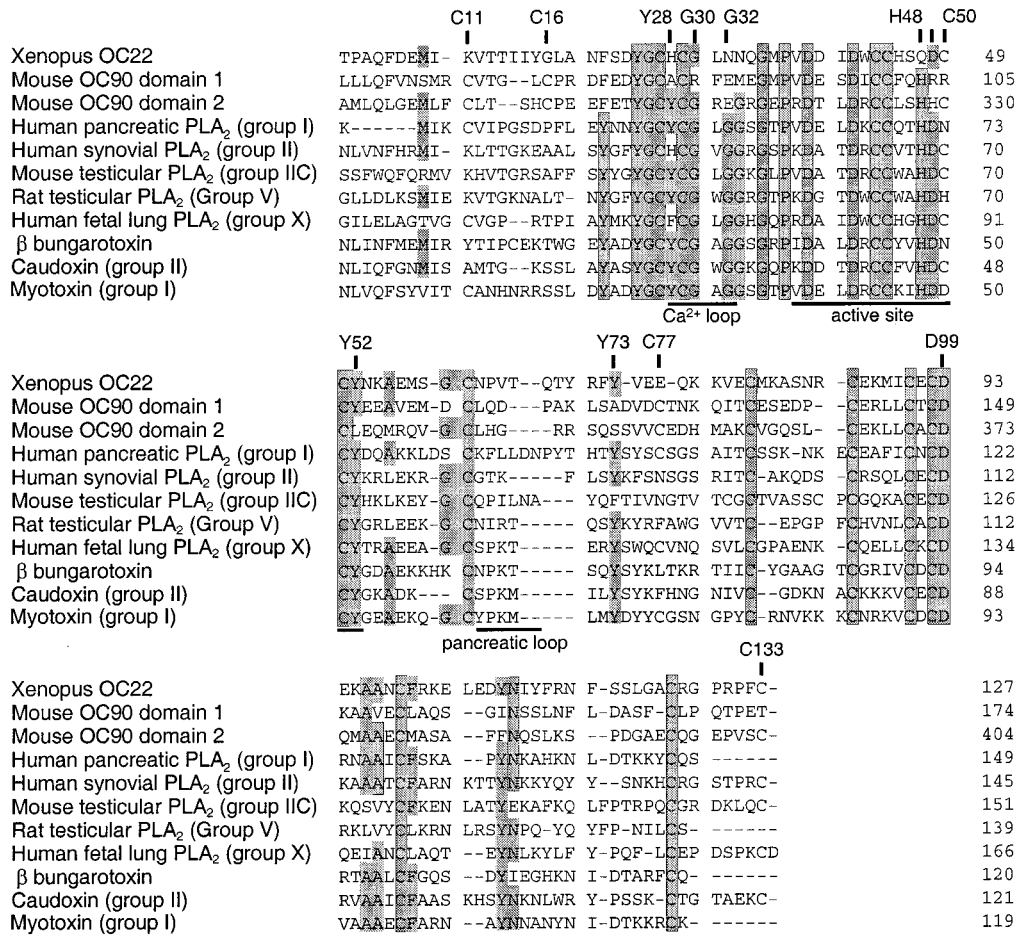 C11 C16 Y28 G30 G32 H48 C50
Xenopus OC22 TPAQFDEMI- KVTTIIYGLA NFSDYGCHCG LNNQGMPVDD IDWCCHSQDC 49
Mouse OC90 domain 1 LLLQFVNSMR CVTG--LCPR DFEDYGCACR FEMEGMPVDE SDICCFQHRR 105
Mouse OC90 domain 2 AMLQLGEMLF CLT--SHCPE EFETYGCYCG REGRGEPRDT LDRCCLSHHC 330
Human pancreatic PLA₂ (group I) K------MIK CVIPGSDPFL EYNNYGCYCG LGGSGTPVDE LDKCCQTHDN 73
Human synovial PLA₂ (group II) NLVNFHRMI- KLTTGKEAAL SYGFYGCHCG VGGRGSPKDA TDRCCVTHDC 70
Mouse testicular PLA₂ (group IIC) SSFWQFQRMVK HVTGRSAFF SYYGYGCYCG LGGKGLPVDA TDRCCWAHDC 70
Rat testicular PLA₂ (Group V) GLLDLKSMIE KVTGKNALT- NYGFYGCYCG WGGRGTPKDG TDWCCWAHDH 70
Human fetal lung PLA₂ (group X) GILELAGTVG CVGP-RTPI AYMKYGCFCG LGGHGQPRDA IDWCCHGHDC 91
β bungarotoxin NLINFMEMIR YTIPCEKTWG EYADYGCYCG AGGSGRPIDA LDRCCYVHDN 50
Caudoxin (group II) NLIQFGNMIS AMTG--KSSL AYASYGCYCG WGGKGQPKDD TDRCCFVHDC 48
Myotoxin (group I) NLVQFSYVIT CANHNRRSSL DYADYGCYCG AGGSGTPVDE LDRCCKIHDD 50
Ca²⁺ loop active site
Y52 Y73 C77 D99
Xenopus OC22 CYNKAEMS-G CNPVT--QTY RFY-VEE-QK KVECMKASNR -CEKMICECD 93
Mouse OC90 domain 1 CYEEAVEM-D CLQD---PAK LSADVDCTNK QITCESEDP- -CERLLCTCD 149
Mouse OC90 domain 2 CLEQMRQV-G CLHG---RR SQSSVVCEDH MAKCVGQSL- -CEKLLCACD 373
Human pancreatic PLA₂ (group I) CYDQAKKLDS CKFLLDNPYT HTYSYSCSGS AITCSSK-NK ECEAFICNCD 122
Human synovial PLA₂ (group II) CYKRLEKR-G CGTK-----F LSYKFSNSGS RITC-AKQDS -CRSQLCECD 112
Mouse testicular PLA₂ (group IIC) CYHKLKEY-G CQPILNA---- YQFTIVNGTV TCGCTVASSC PCGQKACECD 126
Rat testicular PLA₂ (Group V) CYGRLEEK-G CNIRT----- QSYKYRFAWG VVTC--EPGP FCHVNLCACD 112
Human fetal lung PLA₂ (group X) CYTRAEEA-G CSPKT----- ERYSWQCVNQ SVLCGPAENK -CQELLCKCD 134
β bungarotoxin CYGDAEKKHK CNPKT----- SQYSYKLTKR TIIC-YGAAG TCGRIVCDCD 94
Caudoxin (group II) CYGKADK--- CSPKM----- ILYSYKFHNG NIVC-GDKNA CKKKVCECD 88
Myotoxin (group I) CYGEAEKQ-G CYPKM----- LMYDYYCGSN GPYC-RNVKK KCNRKVCDCD 93
pancreatic loop
C133
Xenopus OC22 EKAANCFRKE LEDYNIYFRN F-SSLGACRG PRPFC- 127
Mouse OC90 domain 1 KAAVECLAQS --GINSSLNF L-DASF-CLP QTPET- 174
Mouse OC90 domain 2 QMAAECMASA --FFNQSLKS --PDGAECQG EPVSC- 404
Human pancreatic PLA₂ (group I) RNAAICFSKA --PYNKAHKN L-DTKKYCQS ------ 149
Human synovial PLA₂ (group II) KAAATCFARN KTTYNKKYQY Y--SNKHCRG STPRC- 145
Mouse testicular PLA₂ (group IIC) KQSVYCFKEN LATYEKAFKQ LFPTRPQCGR DKLQC- 151
Rat testicular PLA₂ (Group V) RKLVYCLKRN LRSYNPQ-YQ YFP-NILCS- ------ 139
Human fetal lung PLA₂ (group X) QEIANCLAQT --EYNLKYLF Y-PQF-LCEP DSPKCD 166
β bungarotoxin RTAALCFGQS --DYIEGHKN I-DTARFCQ- ------ 120
Caudoxin (group II) RVAAICFAAS KHSYNKNLWR Y-PSSK-CTG TAEKC- 121
Myotoxin (group I) VAAAECFARN --AYNNANYN I-DTKKRCK- ------ 119